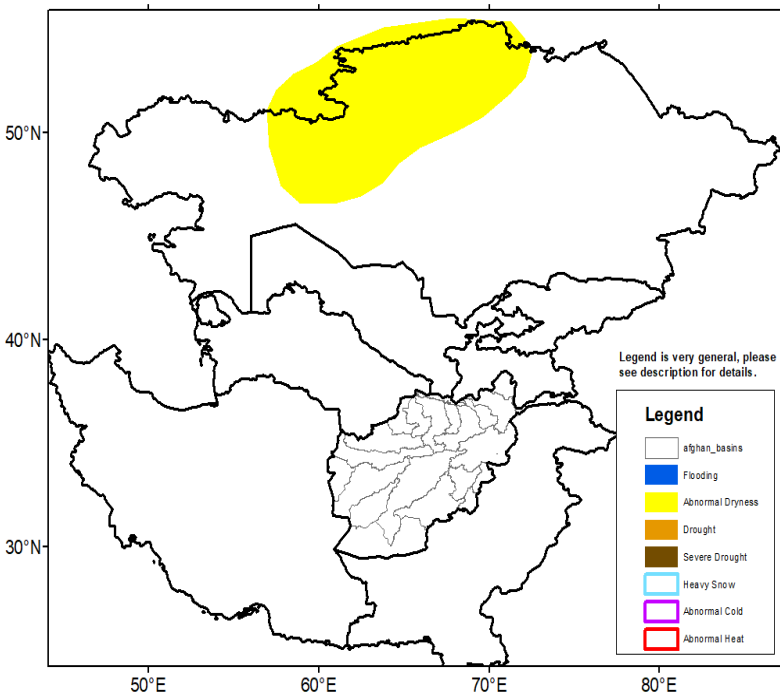 50°N
40°N
30°N
Legend is very general, please
see description for details.
Legend
afghan_basins
Flooding
Abnormal Dryness
Drought
Severe Drought
Heavy Snow
Abnormal Cold
Abnormal Heat
50°E
60°E
70°E
80°E